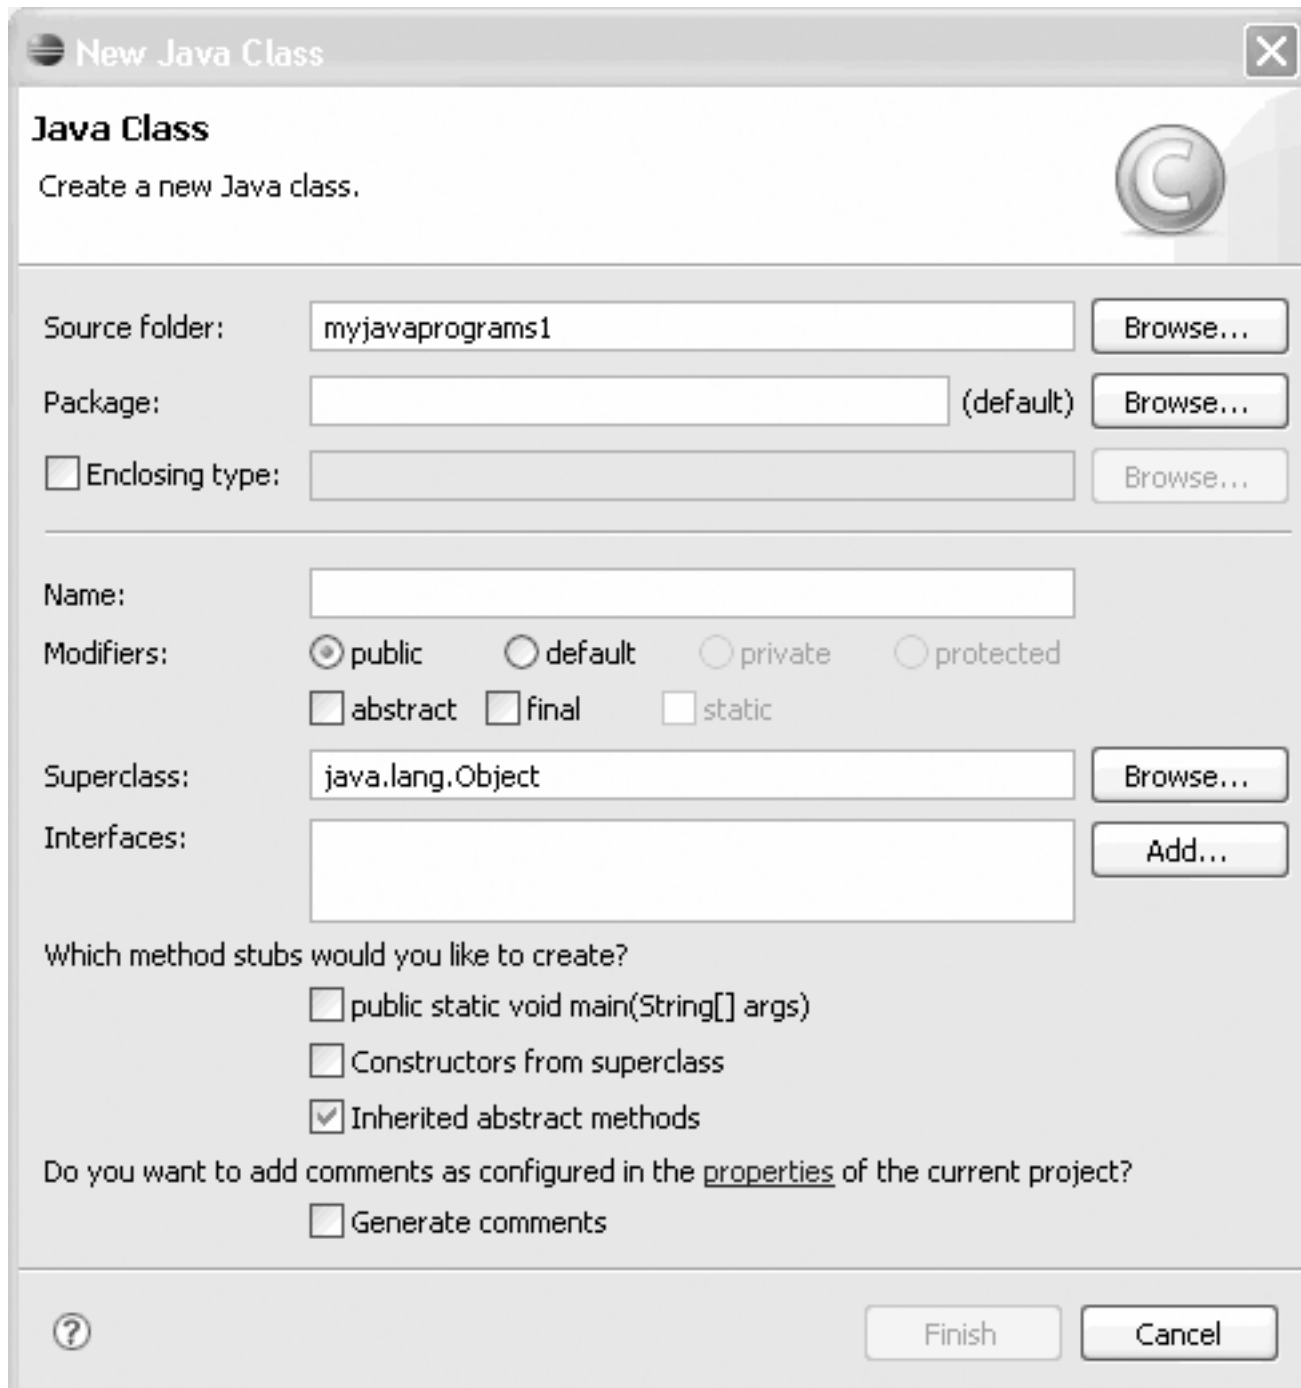 New Java Class
Java Class
Create a new Java class.
C
Source folder: myjavaprograms1 Browse...
Package: (default) Browse...
Enclosing type: Browse...
Name:
Modifiers: public default private protected
abstract final static
Superclass: java.lang.Object Browse...
Interfaces: Add...
Which method stubs would you like to create?
public static void main(String[] args)
Constructors from superclass
Inherited abstract methods
Do you want to add comments as configured in the properties of the current project?
Generate comments
? Finish Cancel